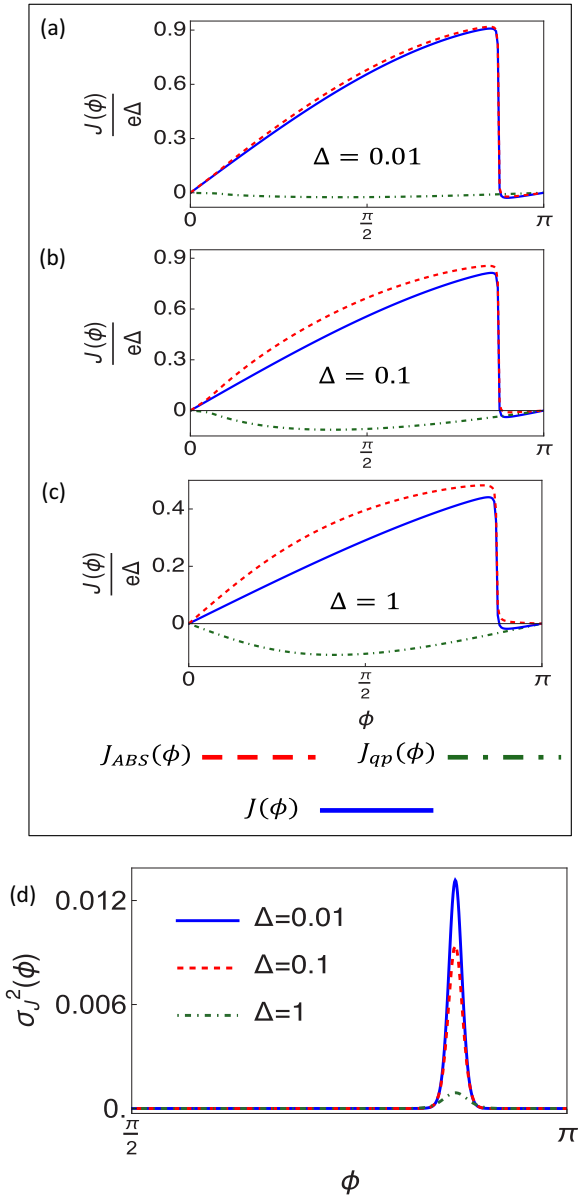 (a)
J(ϕ)
eΔ
0.9
0.6
0.3
0
Δ = 0.01
0
π
2
π
(b)
J(ϕ)
eΔ
0.9
0.6
0.3
0
Δ = 0.1
0
π
2
π
(c)
J(ϕ)
eΔ
0.4
0.2
0
Δ = 1
0
π
2
π
ϕ
J_ABS(ϕ) J_qp(ϕ)
J(ϕ)
(d)
σ_J²(ϕ)
0.012
0.006
0.
Δ=0.01
Δ=0.1
Δ=1
π
2
π
ϕ